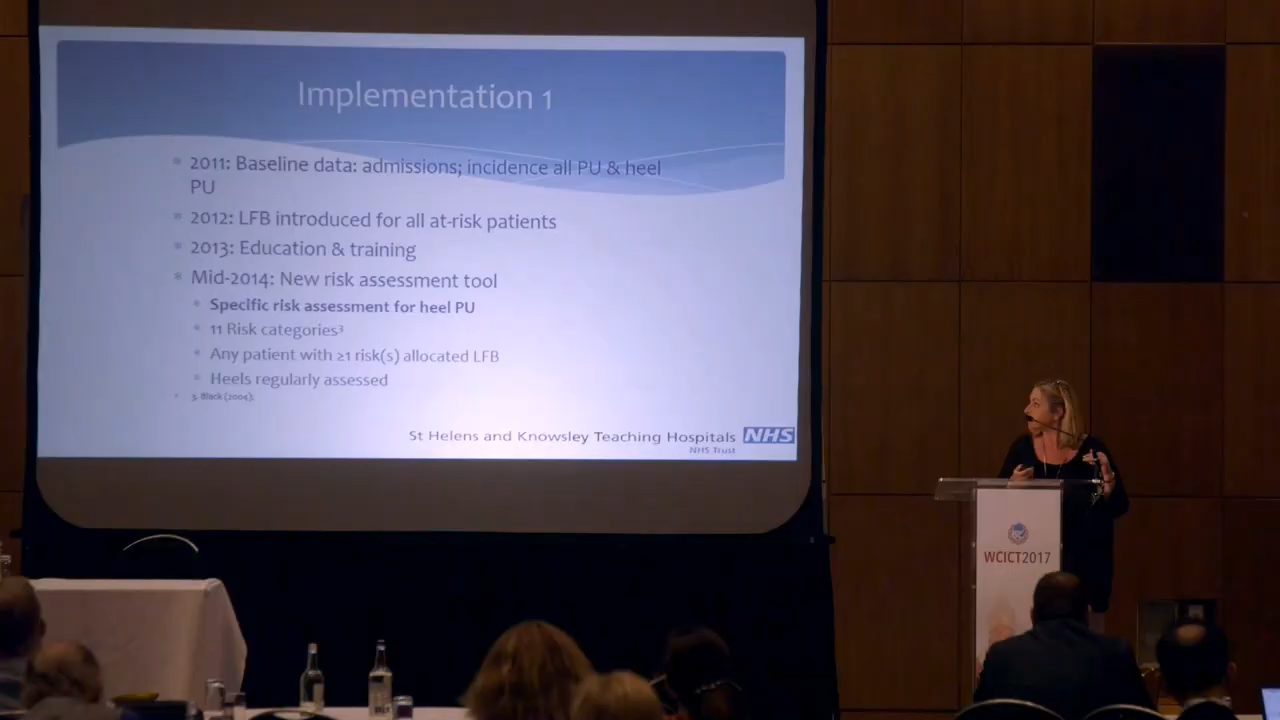 Implementation 1
2011: Baseline data: admissions; incidence all PU & heel
PU
2012: LFB introduced for all at-risk patients
2013: Education & training
Mid-2014: New risk assessment tool
Specific risk assessment for heel PU
11 Risk categories³
Any patient with ≥1 risk(s) allocated LFB
Heels regularly assessed
3. Black (2004);
St Helens and Knowsley Teaching Hospitals NHS
NHS Trust
WCICT2017